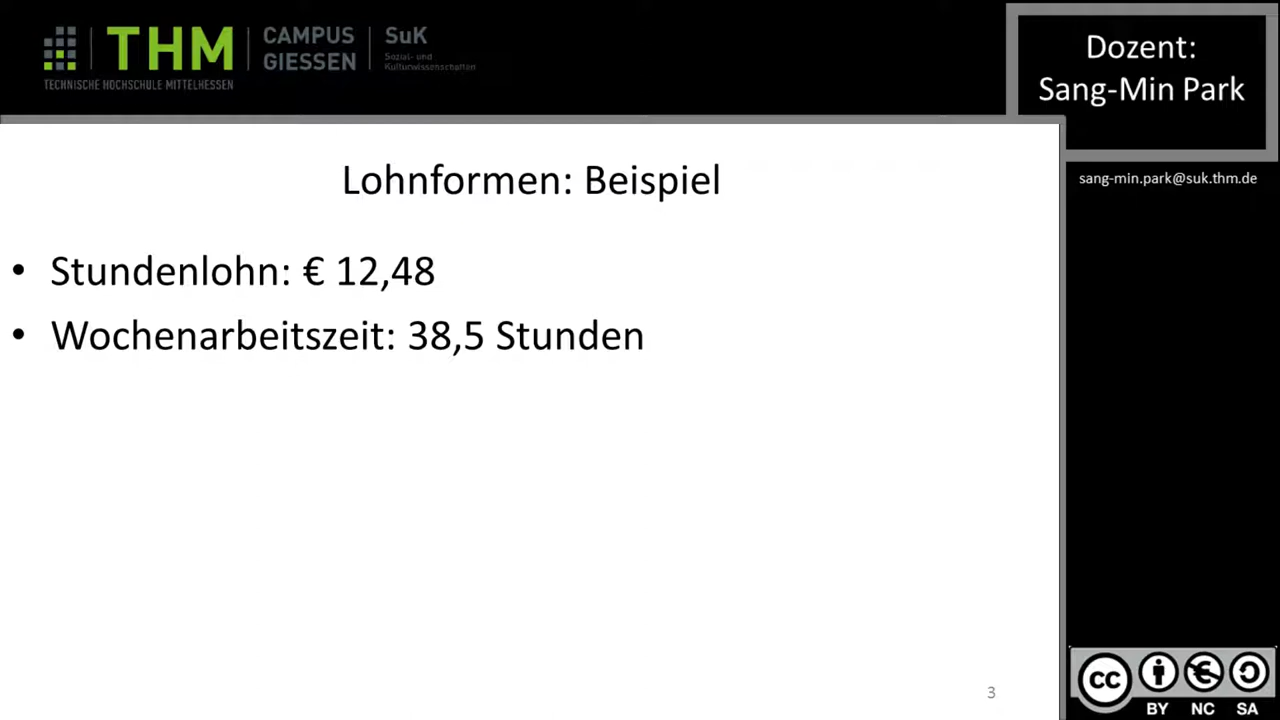 THM
CAMPUS
GIESSEN
SuK
Sozial- und
Kulturwissenschaften
TECHNISCHE HOCHSCHULE MITTELHESSEN
Dozent:
Sang-Min Park
sang-min.park@suk.thm.de
Lohnformen: Beispiel
• Stundenlohn: € 12,48
• Wochenarbeitszeit: 38,5 Stunden
3
CC
BY NC SA